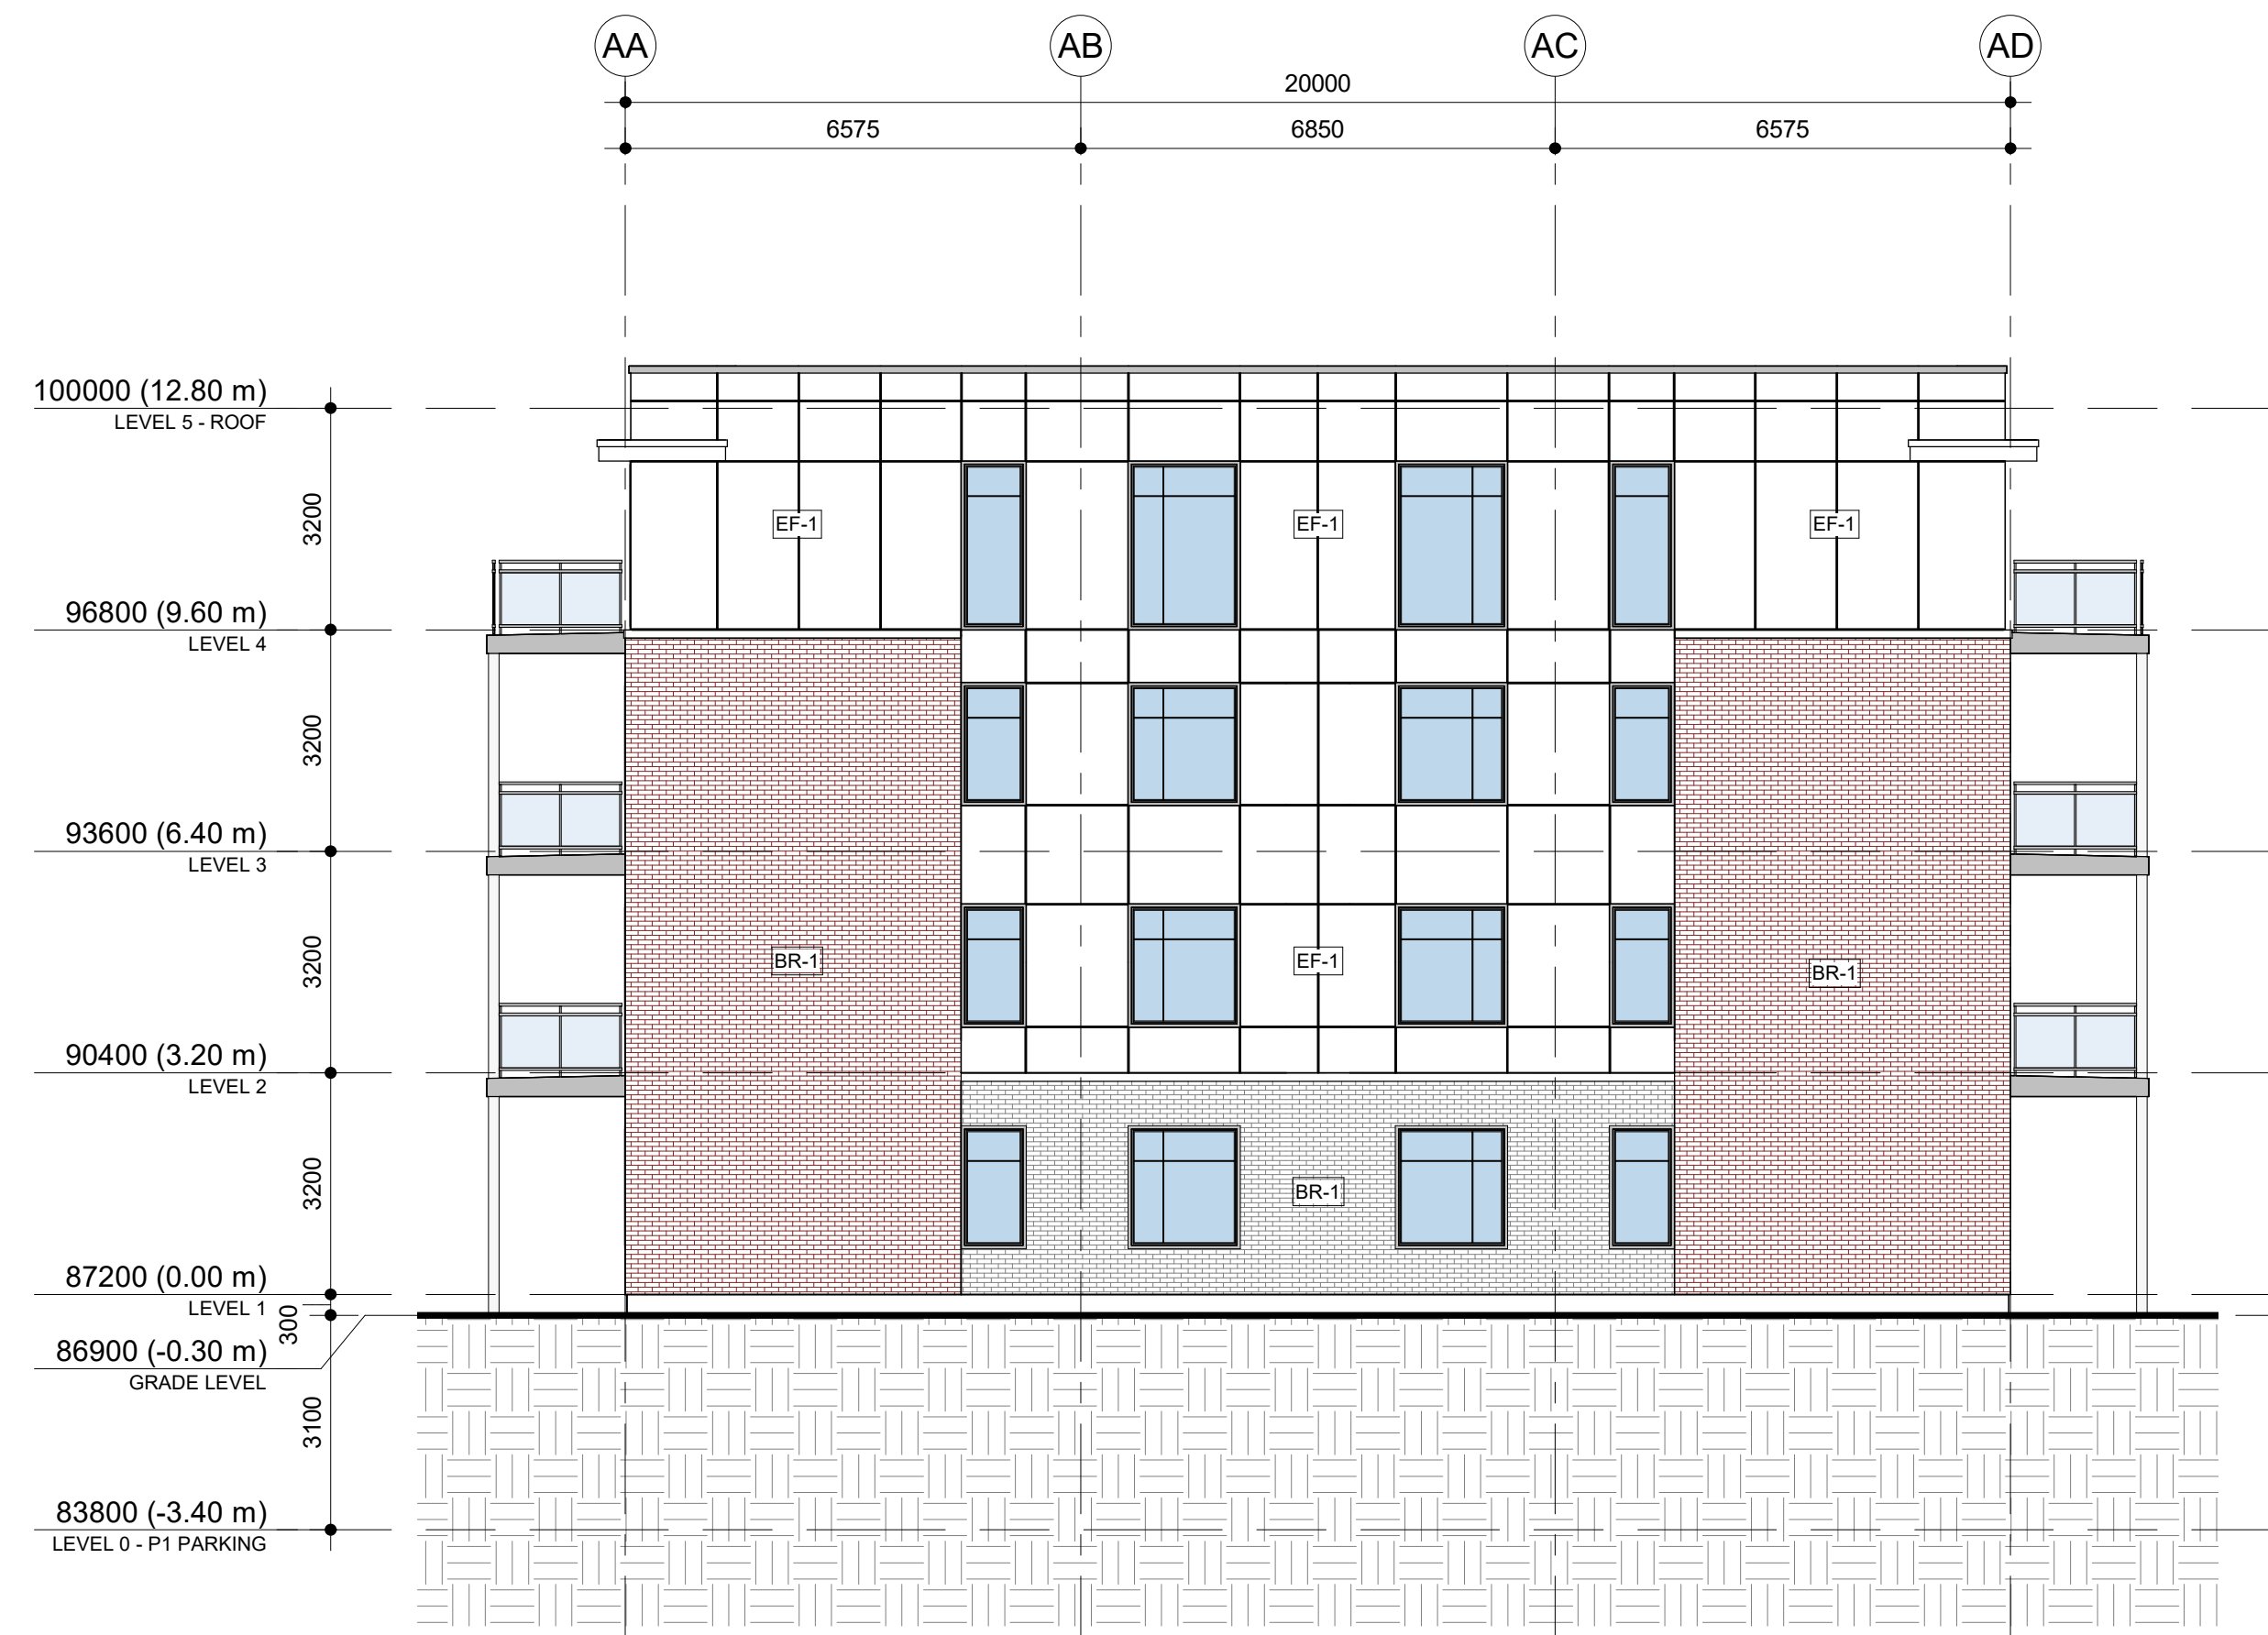 AA
AB
AC
AD
20000
6575
6850
6575
100000 (12.80 m)
LEVEL 5 - ROOF
3200
EF-1
EF-1
EF-1
96800 (9.60 m)
LEVEL 4
3200
93600 (6.40 m)
LEVEL 3
3200
BR-1
EF-1
BR-1
90400 (3.20 m)
LEVEL 2
3200
BR-1
87200 (0.00 m)
LEVEL 1
300
86900 (-0.30 m)
GRADE LEVEL
3100
83800 (-3.40 m)
LEVEL 0 - P1 PARKING